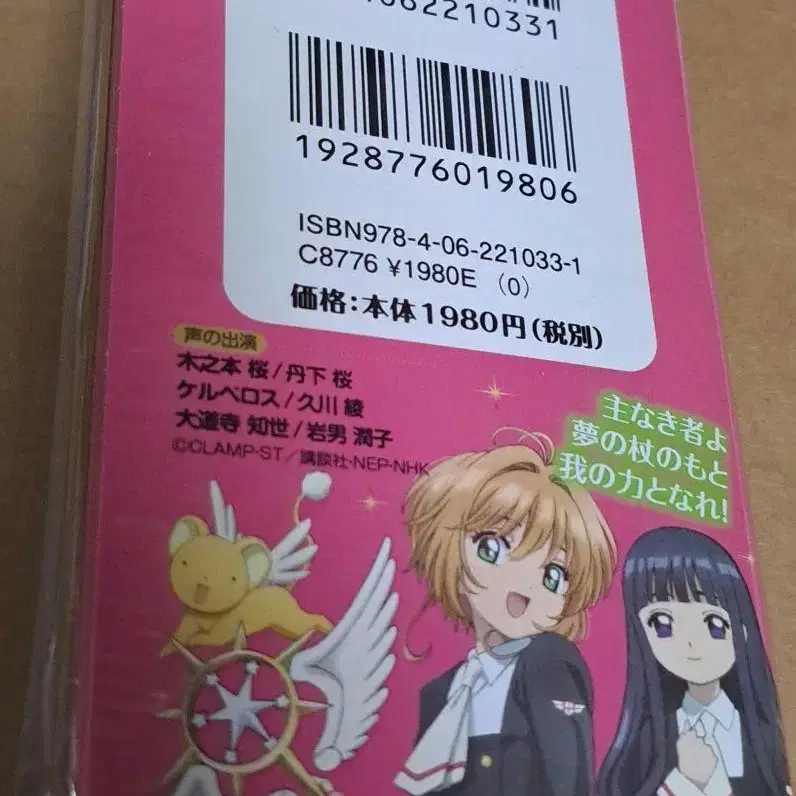 062210331
1928776019806
ISBN978-4-06-221033-1
C8776 ¥1980E (0)
価格:本体1980円(税別)
声の出演
木之本 桜/丹下 桜
ケルベロス/久川 綾
大道寺 知世/岩男 潤子
©CLAMP・ST/講談社・NEP・NHK
主なき者よ
夢の杖のもと
我の力となれ!